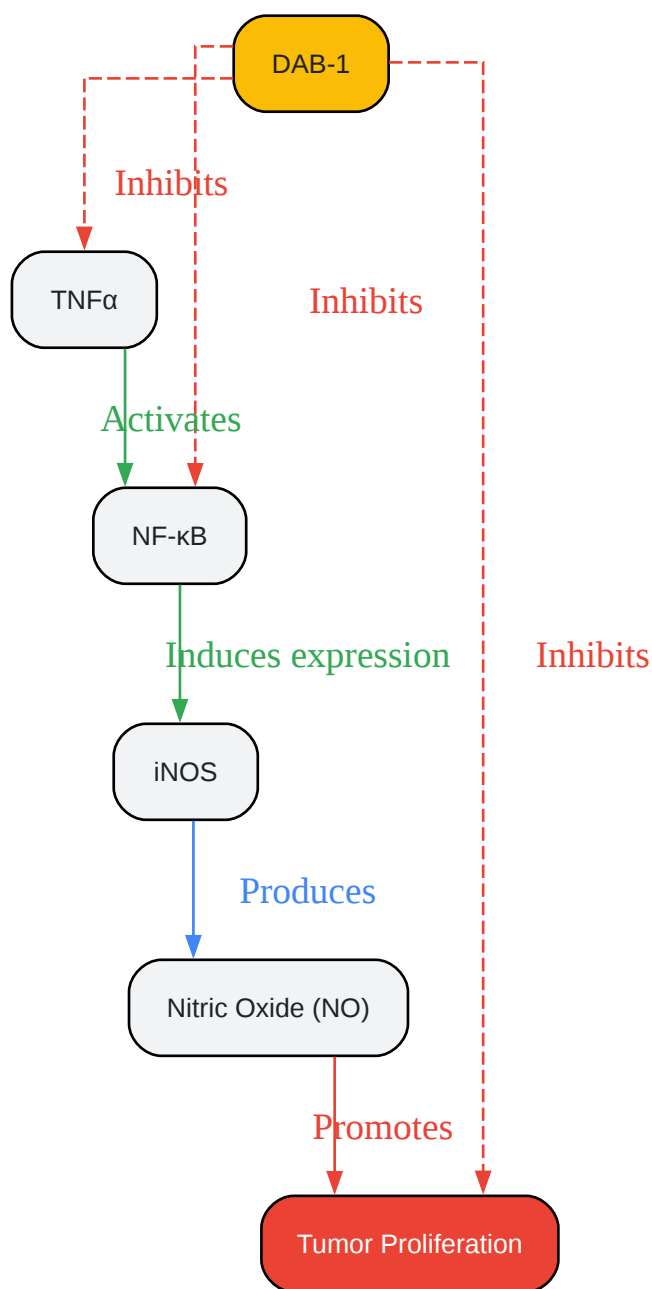 DAB-1
Inhibits
TNFα
Inhibits
Activates
NF-κB
Induces expression
Inhibits
iNOS
Produces
Nitric Oxide (NO)
Promotes
Tumor Proliferation